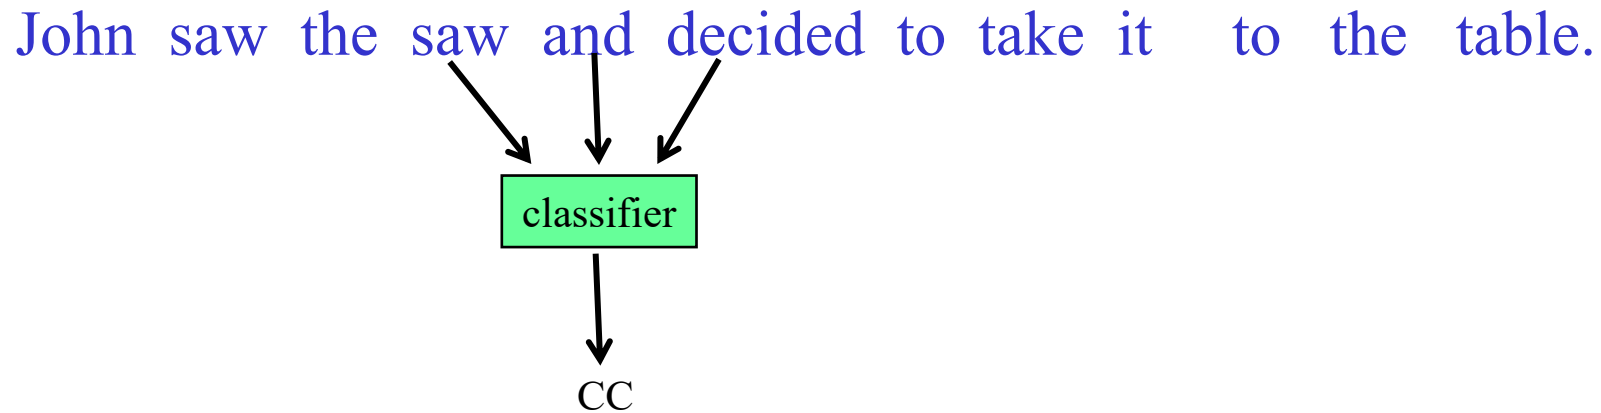 John saw the saw and decided to take it to the table.
classifier
CC